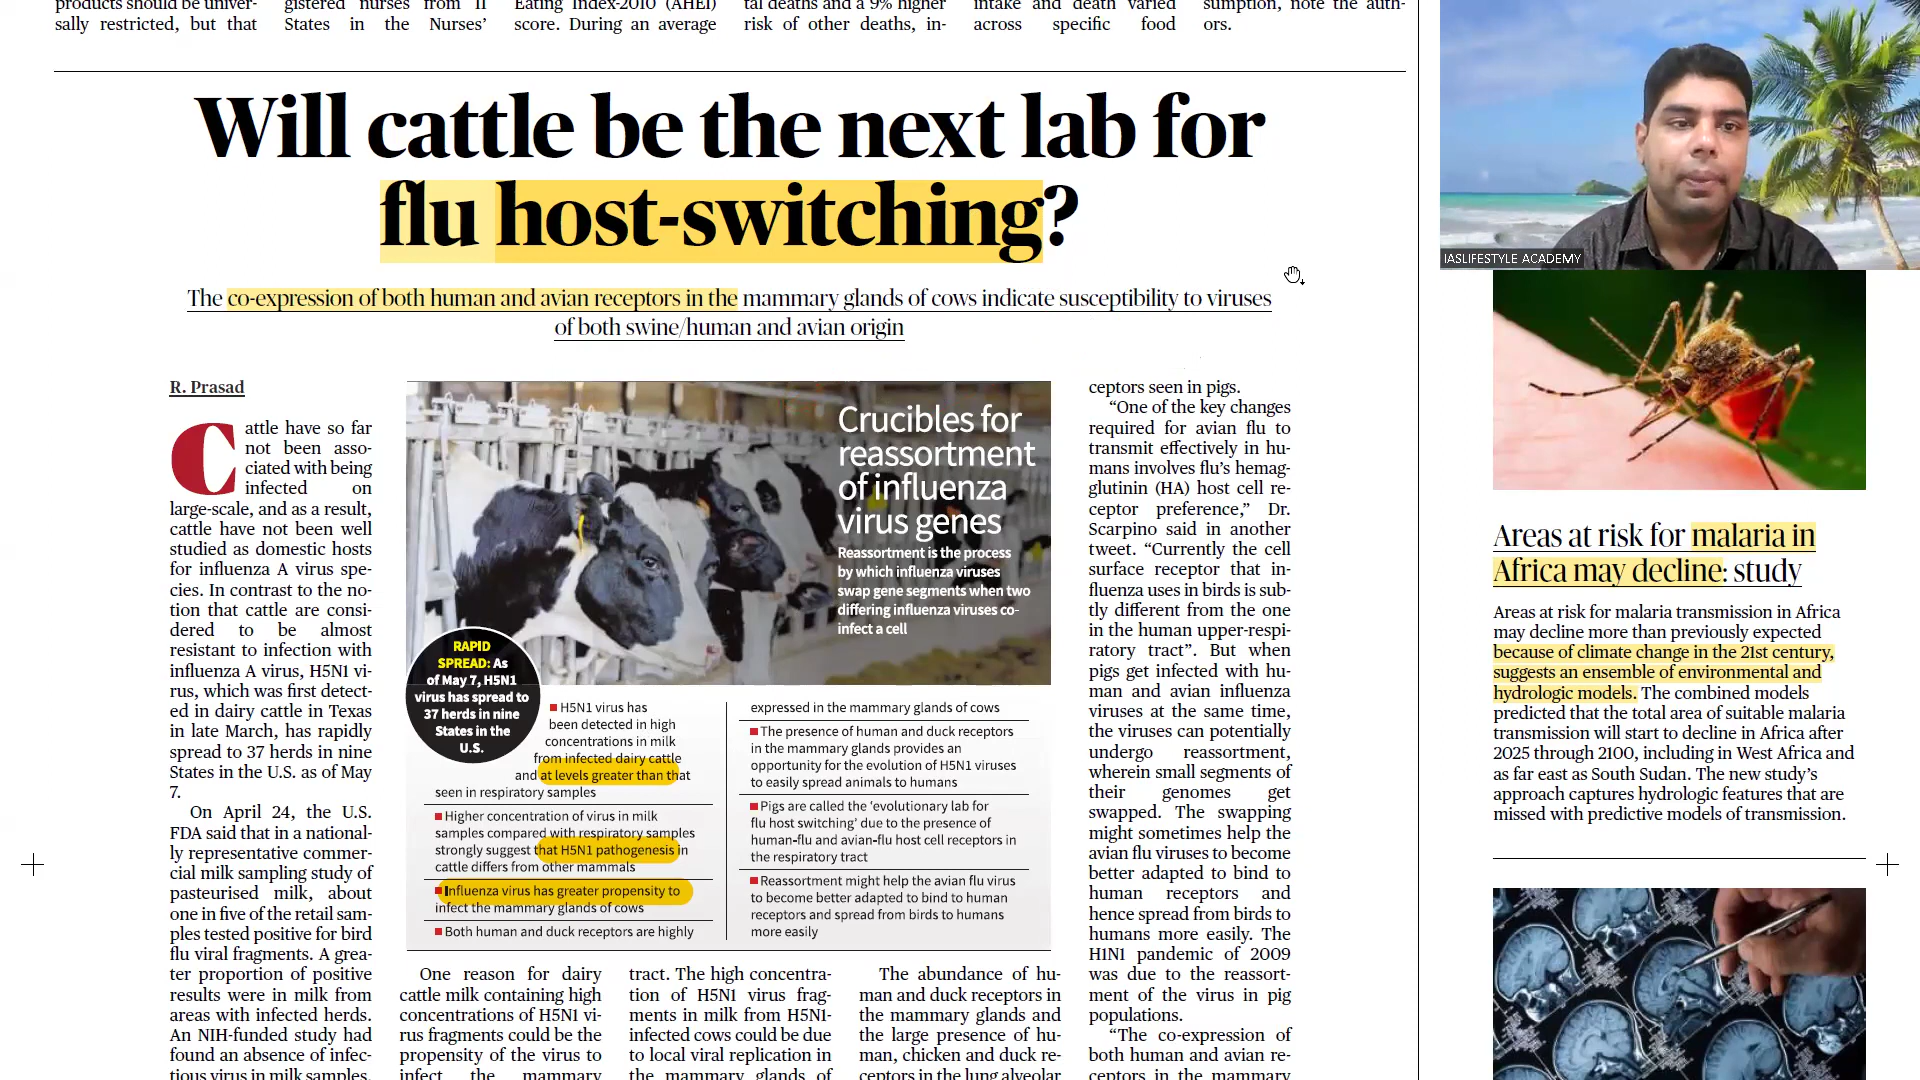 products should be univer-
sally restricted, but that
gistered nurses from 11
States in the Nurses'
Eating Index-2010 (AHEI)
score. During an average
tal deaths and a 9% higher
risk of other deaths, in-
intake and death varied
across specific food
sumption, note the auth-
ors.
Will cattle be the next lab for
flu host-switching?
The co-expression of both human and avian receptors in the mammary glands of cows indicate susceptibility to viruses
of both swine/human and avian origin
R. Prasad
Cattle have so far
not been asso-
ciated with being
infected on
large-scale, and as a result,
cattle have not been well
studied as domestic hosts
for influenza A virus spe-
cies. In contrast to the no-
tion that cattle are consi-
dered to be almost
resistant to infection with
influenza A virus, H5N1 vi-
rus, which was first detect-
ed in dairy cattle in Texas
in late March, has rapidly
spread to 37 herds in nine
States in the U.S. as of May
7.
On April 24, the U.S.
FDA said that in a national-
ly representative commer-
cial milk sampling study of
pasteurised milk, about
one in five of the retail sam-
ples tested positive for bird
flu viral fragments. A grea-
ter proportion of positive
results were in milk from
areas with infected herds.
An NIH-funded study had
found an absence of infec-
tious virus in milk samples.
Crucibles for
reassortment
of influenza
virus genes
Reassortment is the process
by which influenza viruses
swap gene segments when two
differing influenza viruses co-
infect a cell
RAPID
SPREAD: As
of May 7, H5N1
virus has spread to
37 herds in nine
States in the
U.S.
H5N1 virus has
been detected in high
concentrations in milk
from infected dairy cattle
and at levels greater than that
seen in respiratory samples
Higher concentration of virus in milk
samples compared with respiratory samples
strongly suggest that H5N1 pathogenesis in
cattle differs from other mammals
Influenza virus has greater propensity to
infect the mammary glands of cows
Both human and duck receptors are highly
expressed in the mammary glands of cows
The presence of human and duck receptors
in the mammary glands provides an
opportunity for the evolution of H5N1 viruses
to easily spread animals to humans
Pigs are called the 'evolutionary lab for
flu host switching' due to the presence of
human-flu and avian-flu host cell receptors in
the respiratory tract
Reassortment might help the avian flu virus
to become better adapted to bind to human
receptors and spread from birds to humans
more easily
One reason for dairy
cattle milk containing high
concentrations of H5N1 vi-
rus fragments could be the
propensity of the virus to
infect the mammary
tract. The high concentra-
tion of H5N1 virus frag-
ments in milk from H5N1-
infected cows could be due
to local viral replication in
the mammary glands of
The abundance of hu-
man and duck receptors in
the mammary glands and
the large presence of hu-
man, chicken and duck re-
ceptors in the lung alveolar
ceptors seen in pigs.
"One of the key changes
required for avian flu to
transmit effectively in hu-
mans involves flu's hemag-
glutinin (HA) host cell re-
ceptor preference," Dr.
Scarpino said in another
tweet. "Currently the cell
surface receptor that in-
fluenza uses in birds is sub-
tly different from the one
in the human upper-respi-
ratory tract". But when
pigs get infected with hu-
man and avian influenza
viruses at the same time,
the viruses can potentially
undergo reassortment,
wherein small segments of
their genomes get
swapped. The swapping
might sometimes help the
avian flu viruses to become
better adapted to bind to
human receptors and
hence spread from birds to
humans more easily. The
H1N1 pandemic of 2009
was due to the reassort-
ment of the virus in pig
populations.
"The co-expression of
both human and avian re-
ceptors in the mammary
IASLIFESTYLE ACADEMY
Areas at risk for malaria in
Africa may decline: study
Areas at risk for malaria transmission in Africa
may decline more than previously expected
because of climate change in the 21st century,
suggests an ensemble of environmental and
hydrologic models. The combined models
predicted that the total area of suitable malaria
transmission will start to decline in Africa after
2025 through 2100, including in West Africa and
as far east as South Sudan. The new study's
approach captures hydrologic features that are
missed with predictive models of transmission.